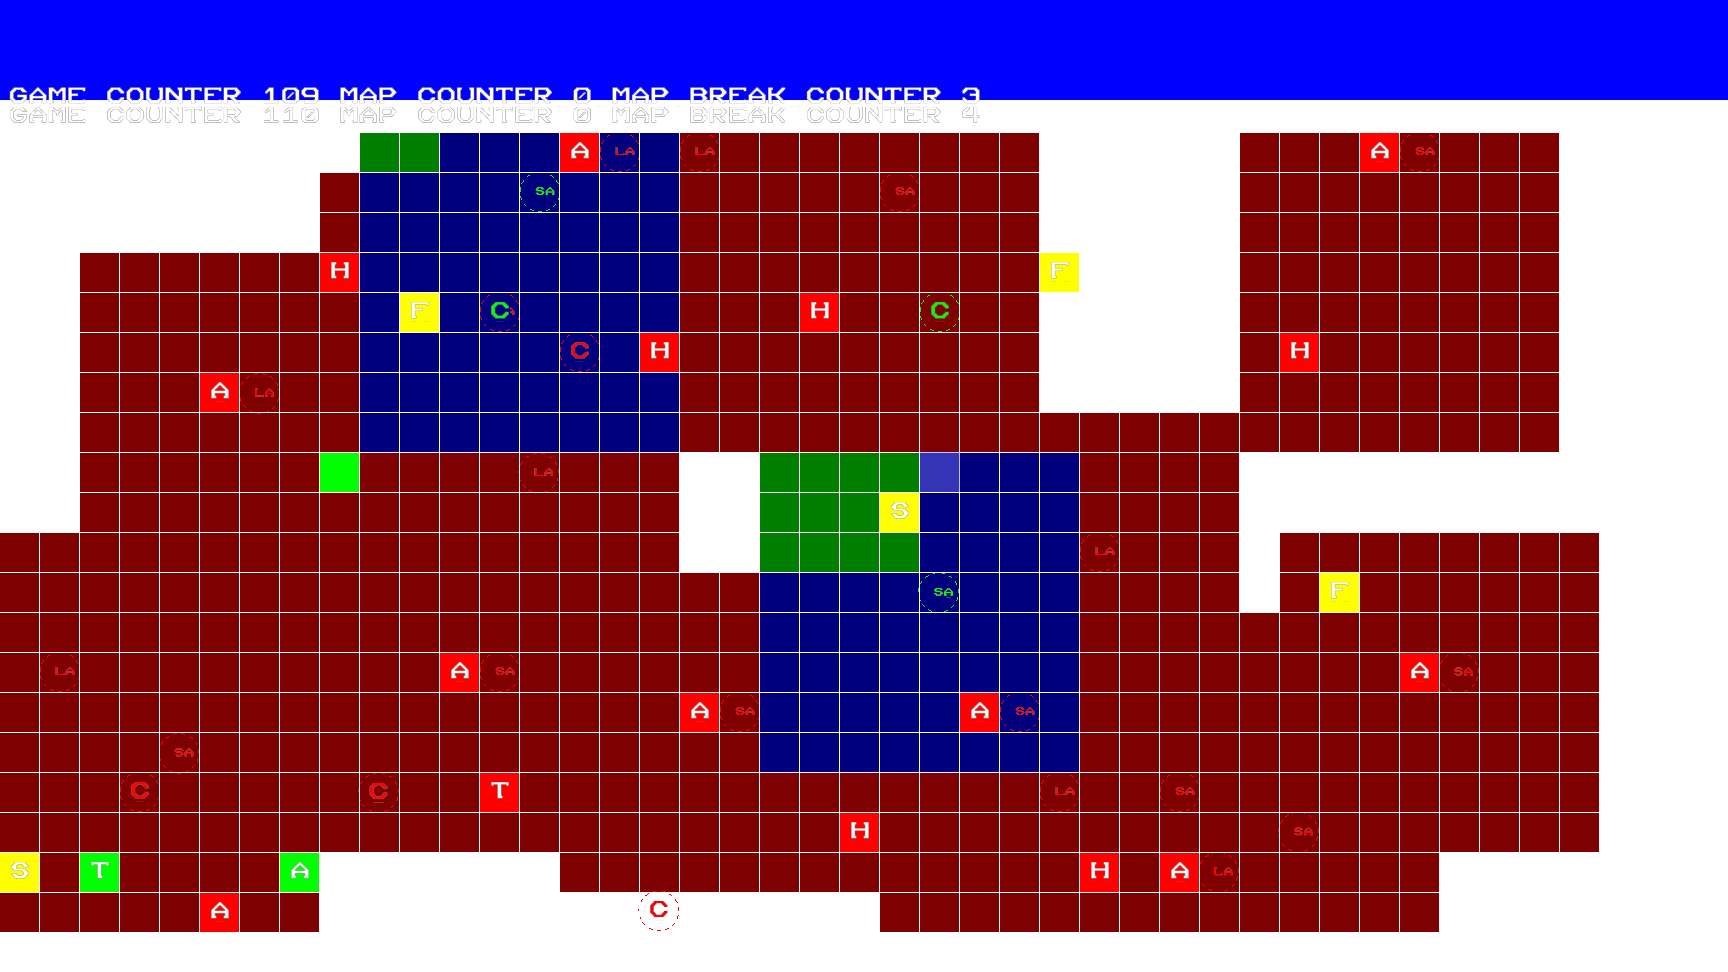 GAME COUNTER 109 MAP COUNTER 0 MAP BREAK COUNTER 3
GAME COUNTER 110 MAP COUNTER 0 MAP BREAK COUNTER 4
A LA LA A SA
SA SA
H F
F C H C
C H H
A LA
LA
S
LA
SA F
LA A SA A SA
A SA A SA
SA
C C T LA SA
H SA
S T A H A LA
A C